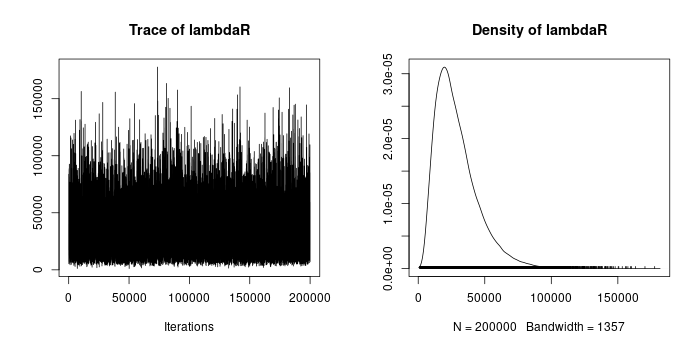 Trace of lambdaR
150000
100000
50000
0
0 50000 100000 150000 200000
Iterations
Density of lambdaR
3.0e-05
2.0e-05
1.0e-05
0.0e+00
0 50000 100000 150000
N = 200000 Bandwidth = 1357